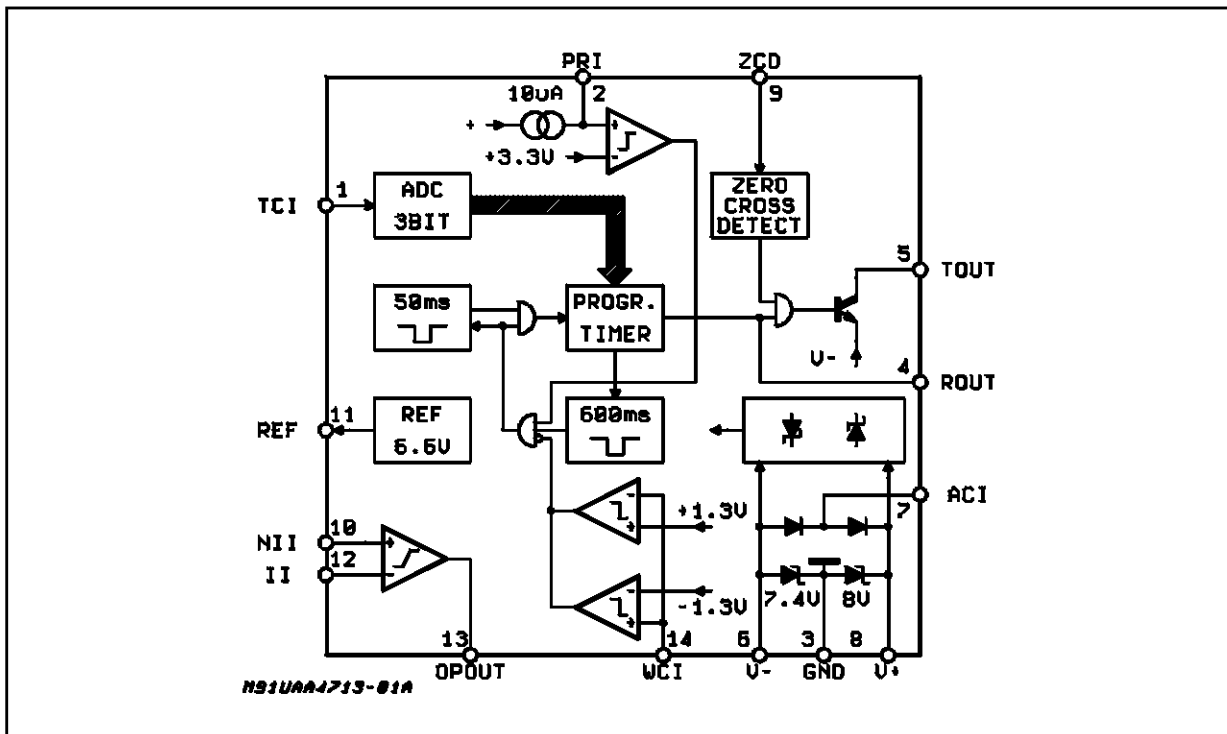 PRI
ZCD
10uA
2
9
+
+
+3.3V
-
TCI
1
ADC
3BIT
ZERO
CROSS
DETECT
5
TOUT
50ms
PROGR.
TIMER
V-
4
ROUT
REF
11
REF
6.6V
600ms
ACI
7
-
+1.3V
+
NII
10
+
II
12
-
-
-1.3V
+
7.4V
8V
13
14
6
3
8
OPOUT
WCI
V-
GND
V+
M91UAA4713-01A